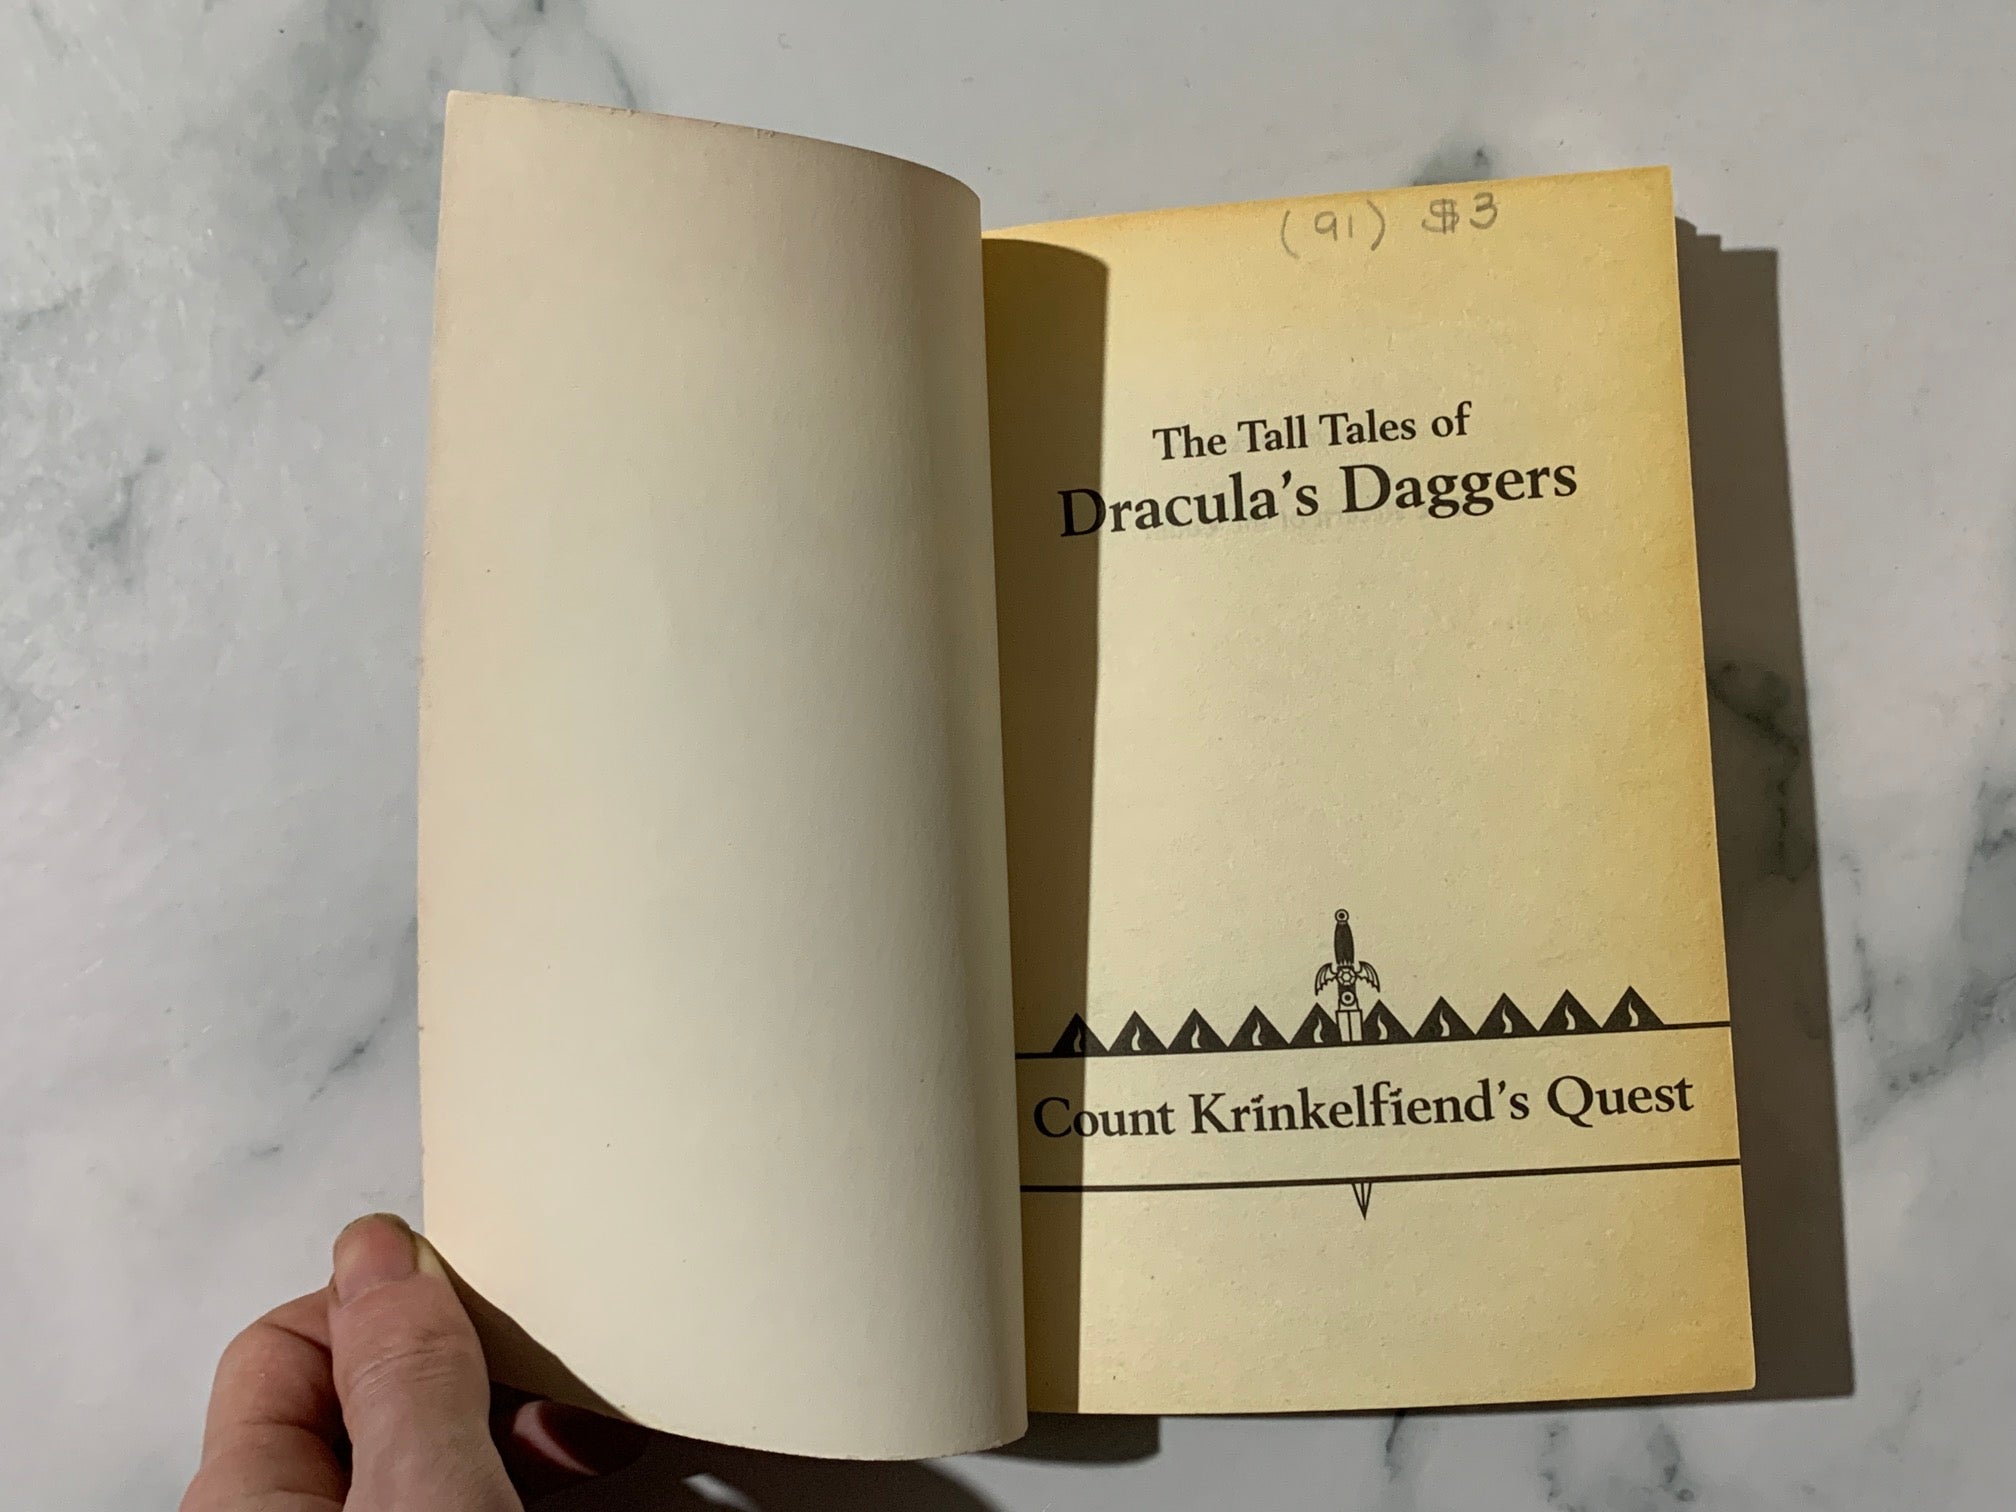 (91) $3
The Tall Tales of
Dracula's Daggers
Count Krinkelfiend's Quest